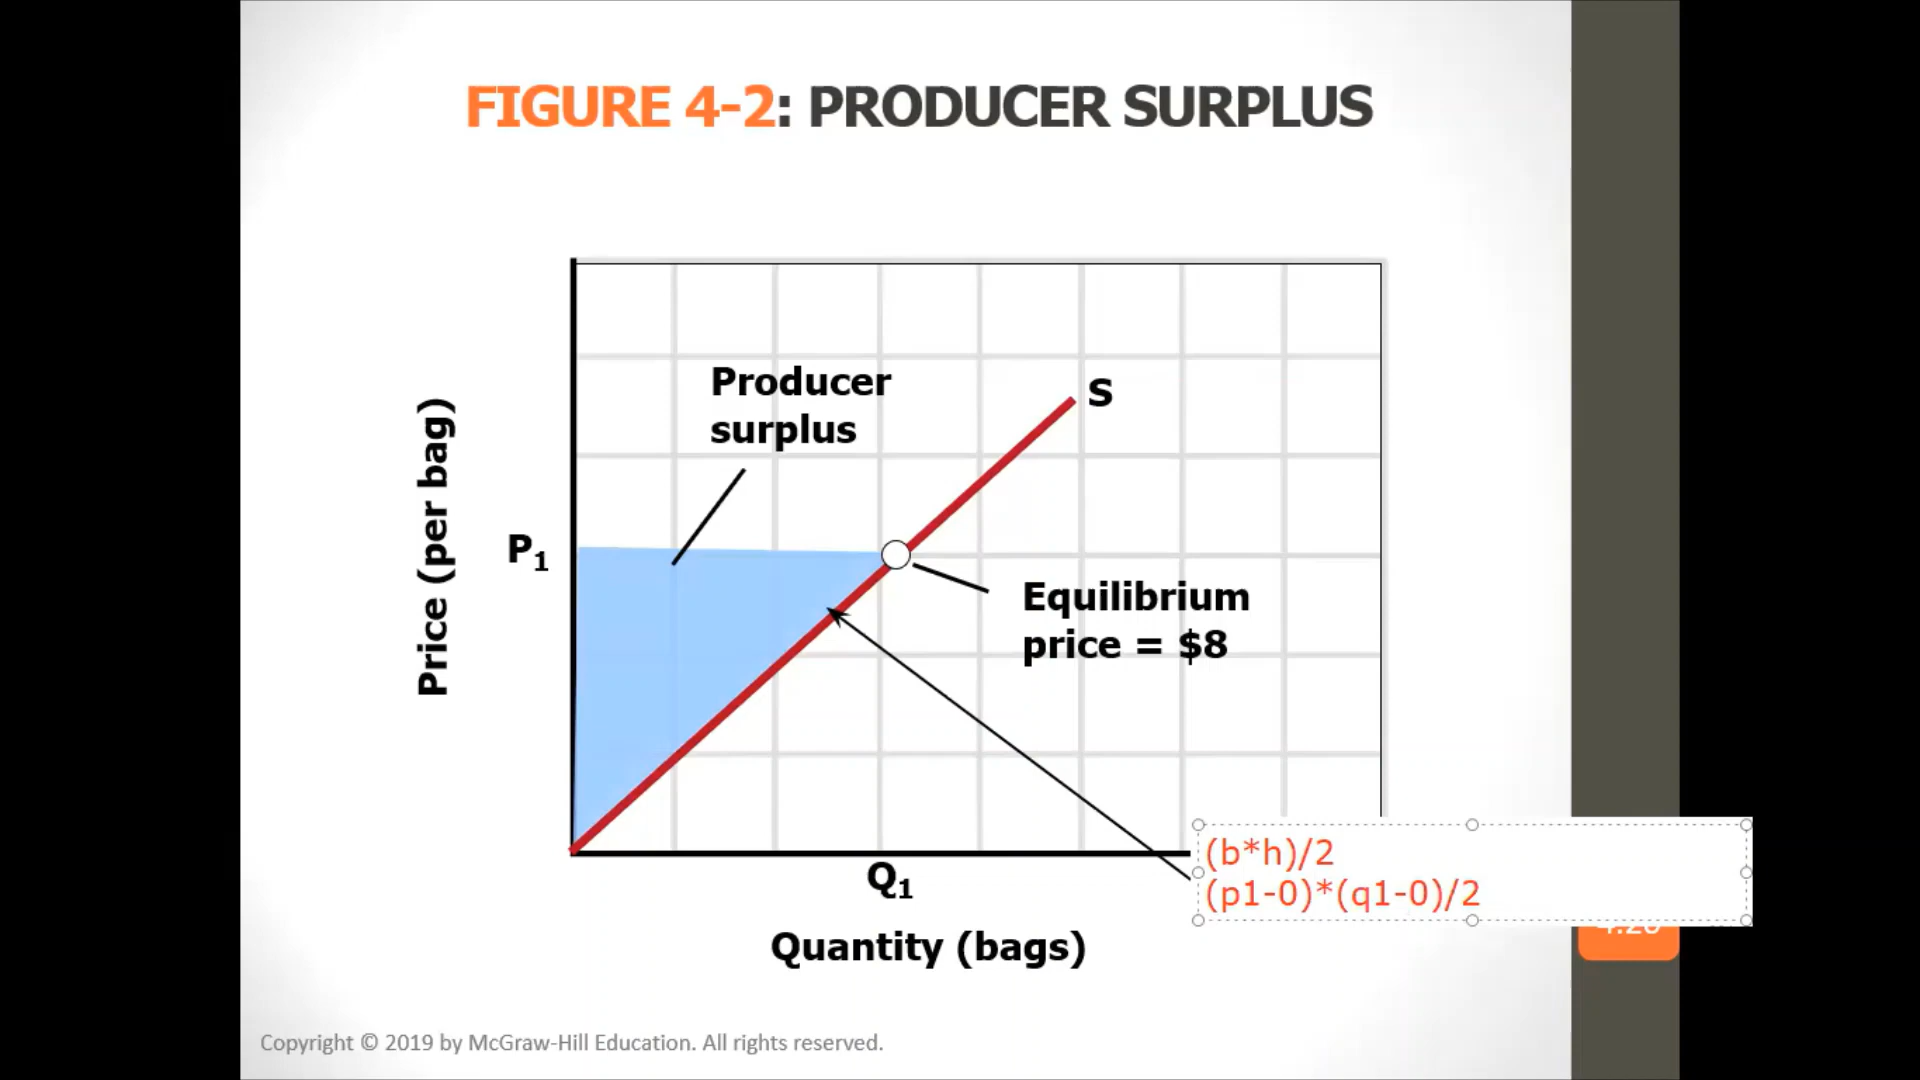 FIGURE 4-2: PRODUCER SURPLUS
Producer
surplus
S
Price (per bag)
P₁
Equilibrium
price = $8
(b*h)/2
(p1-0)*(q1-0)/2
Q₁
Quantity (bags)
Copyright © 2019 by McGraw-Hill Education. All rights reserved.